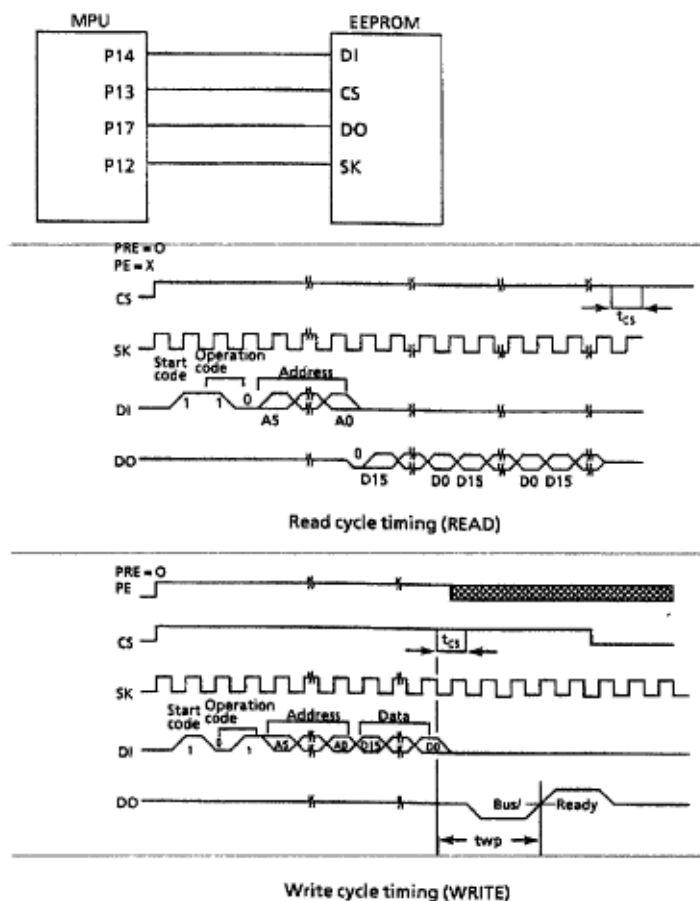 MPU EEPROM
P14 DI
P13 CS
P17 DO
P12 SK
PRE = O
PE = X
CS
tCS
SK
Start code Operation code Address
DI 1 1 0 A5 A0
DO 0 D15 D0 D15 D0 D15
Read cycle timing (READ)
PRE = O
PE
CS tCS
SK
Start code Operation code Address Data
DI 1 0 1 A5 A0 D15 D0
DO Bus/ Ready
twp
Write cycle timing (WRITE)